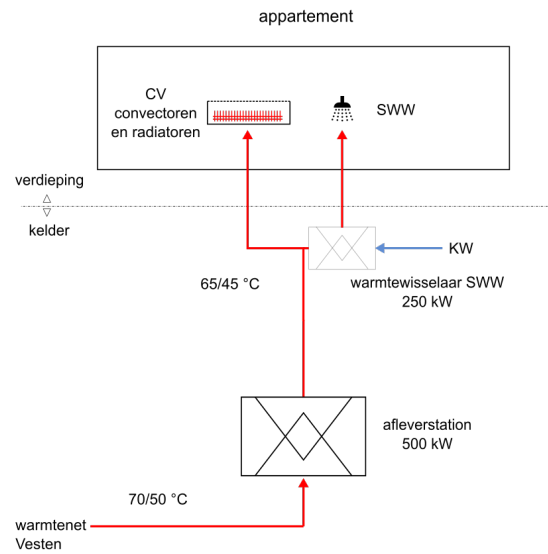 appartement
CV
convectoren
en radiatoren
SWW
verdieping
kelder
KW
65/45 °C
warmtewisselaar SWW
250 kW
afleverstation
500 kW
70/50 °C
warmtenet
Vesten